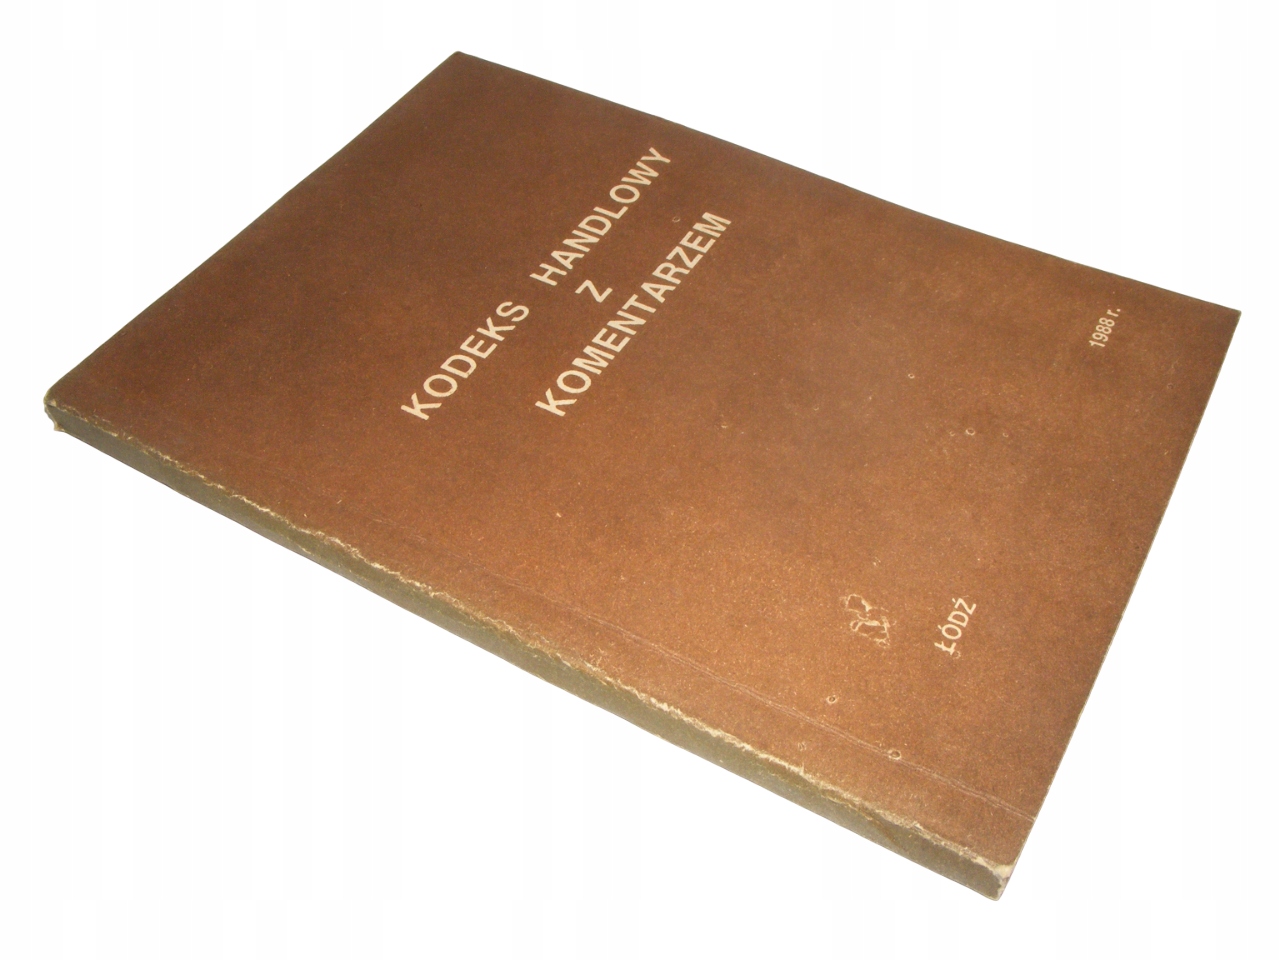 KODEKS HANDLOWY
Z
KOMENTARZEM
ŁÓDŹ
1988 r.